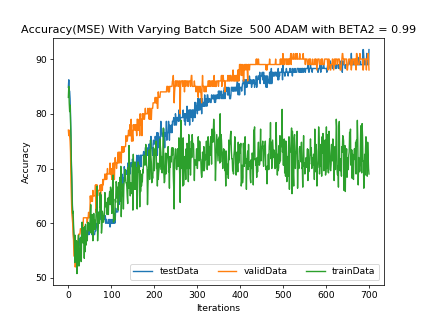 Accuracy(MSE) With Varying Batch Size  500 ADAM with BETA2 = 0.99
90
80
70
60
50
Accuracy
0 100 200 300 400 500 600 700
Iterations
testData validData trainData